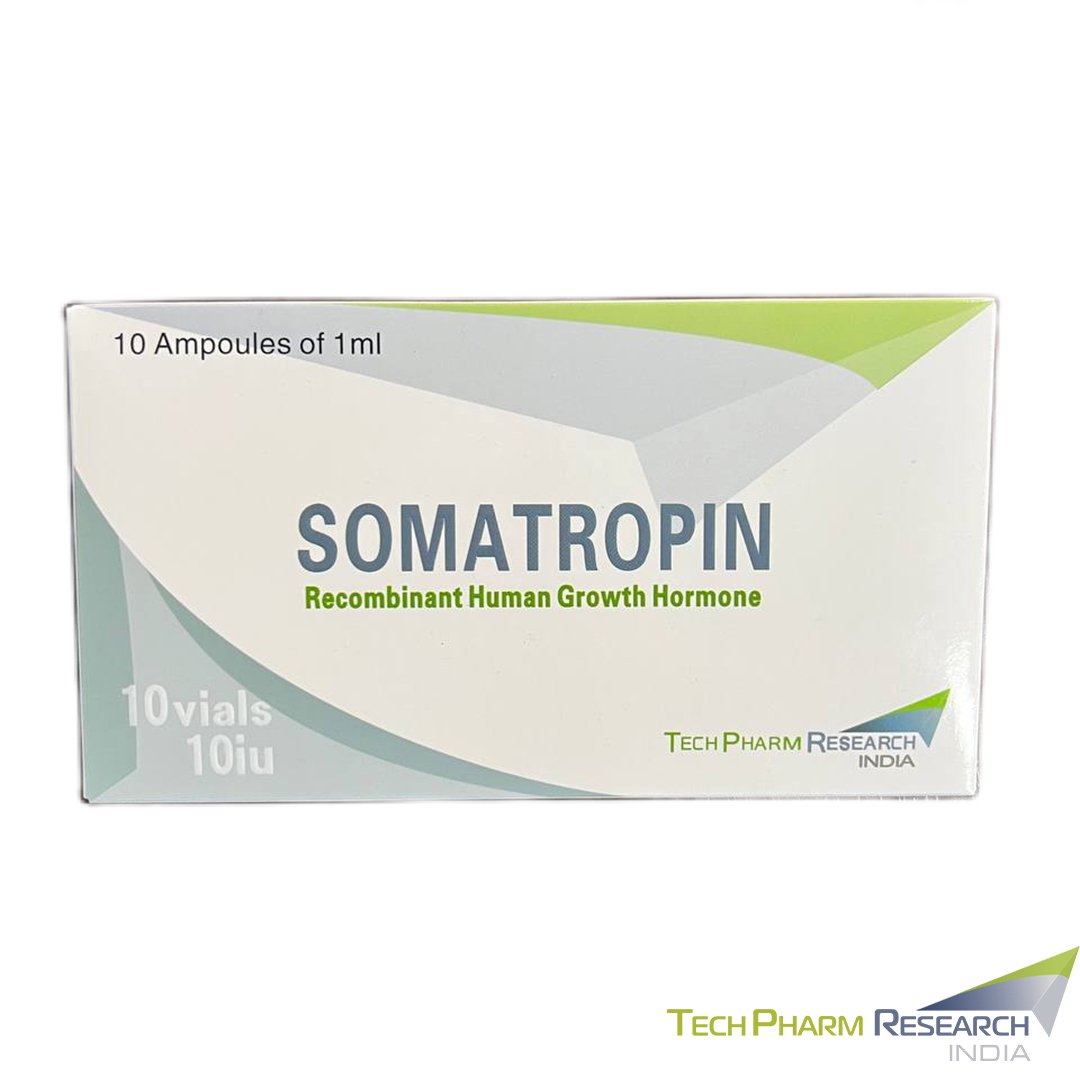 10 Ampoules of 1ml
SOMATROPIN
Recombinant Human Growth Hormone
10vials
10iu
TECH PHARM RESEARCH
INDIA
TECH PHARM RESEARCH
INDIA